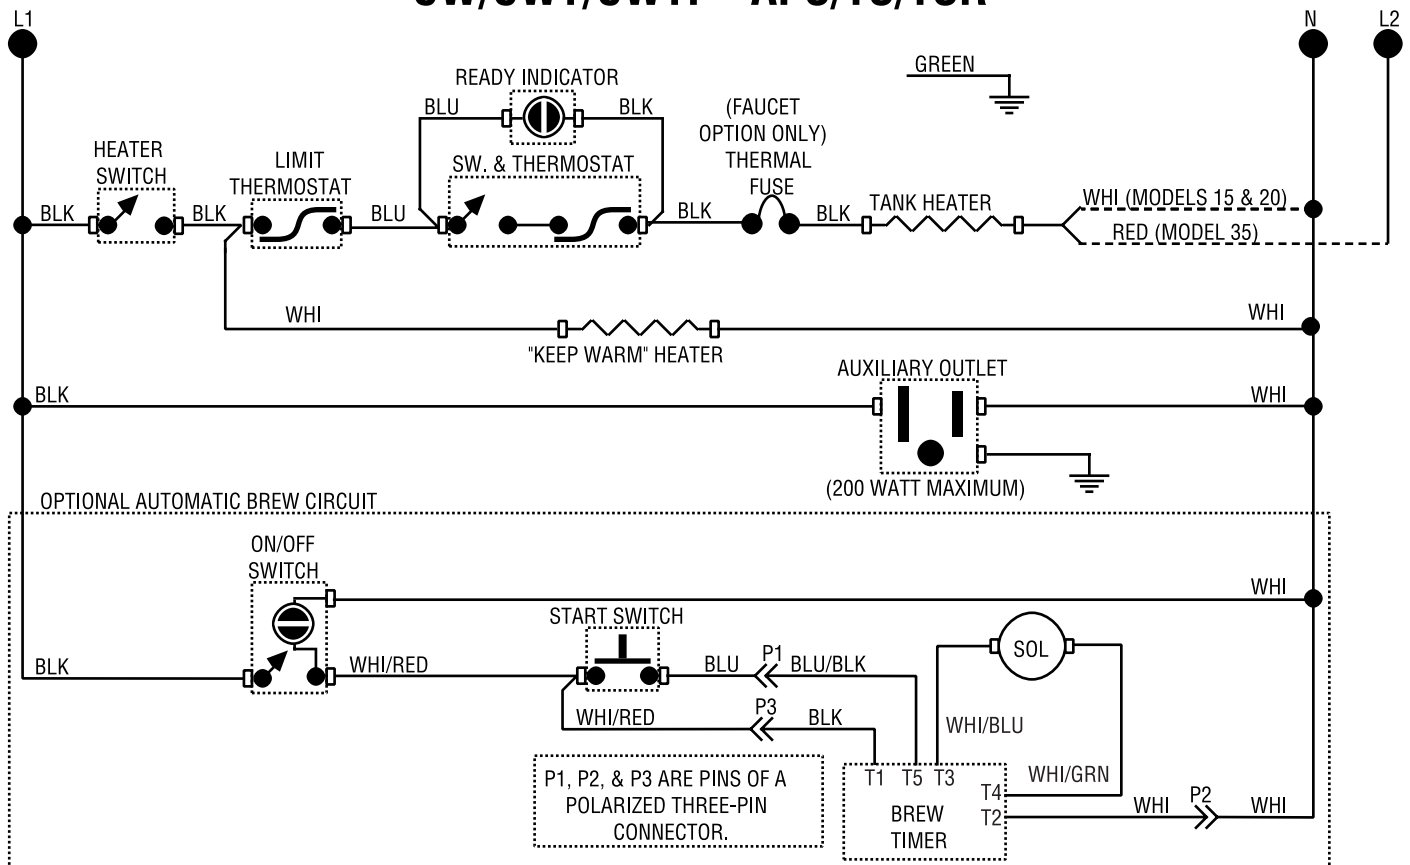 L1
N
L2
GREEN
READY INDICATOR
BLU
BLK
(FAUCET
OPTION ONLY)
THERMAL
FUSE
HEATER
SWITCH
LIMIT
THERMOSTAT
SW. & THERMOSTAT
BLK
BLK
BLU
BLK
BLK
TANK HEATER
WHI (MODELS 15 & 20)
RED (MODEL 35)
WHI
WHI
"KEEP WARM" HEATER
AUXILIARY OUTLET
BLK
WHI
(200 WATT MAXIMUM)
OPTIONAL AUTOMATIC BREW CIRCUIT
ON/OFF
SWITCH
WHI
START SWITCH
SOL
BLK
WHI/RED
BLU
P1
BLU/BLK
WHI/RED
P3
BLK
WHI/BLU
WHI/GRN
P1, P2, & P3 ARE PINS OF A
POLARIZED THREE-PIN
CONNECTOR.
T1
T5
T3
T4
T2
BREW
TIMER
WHI
P2
WHI